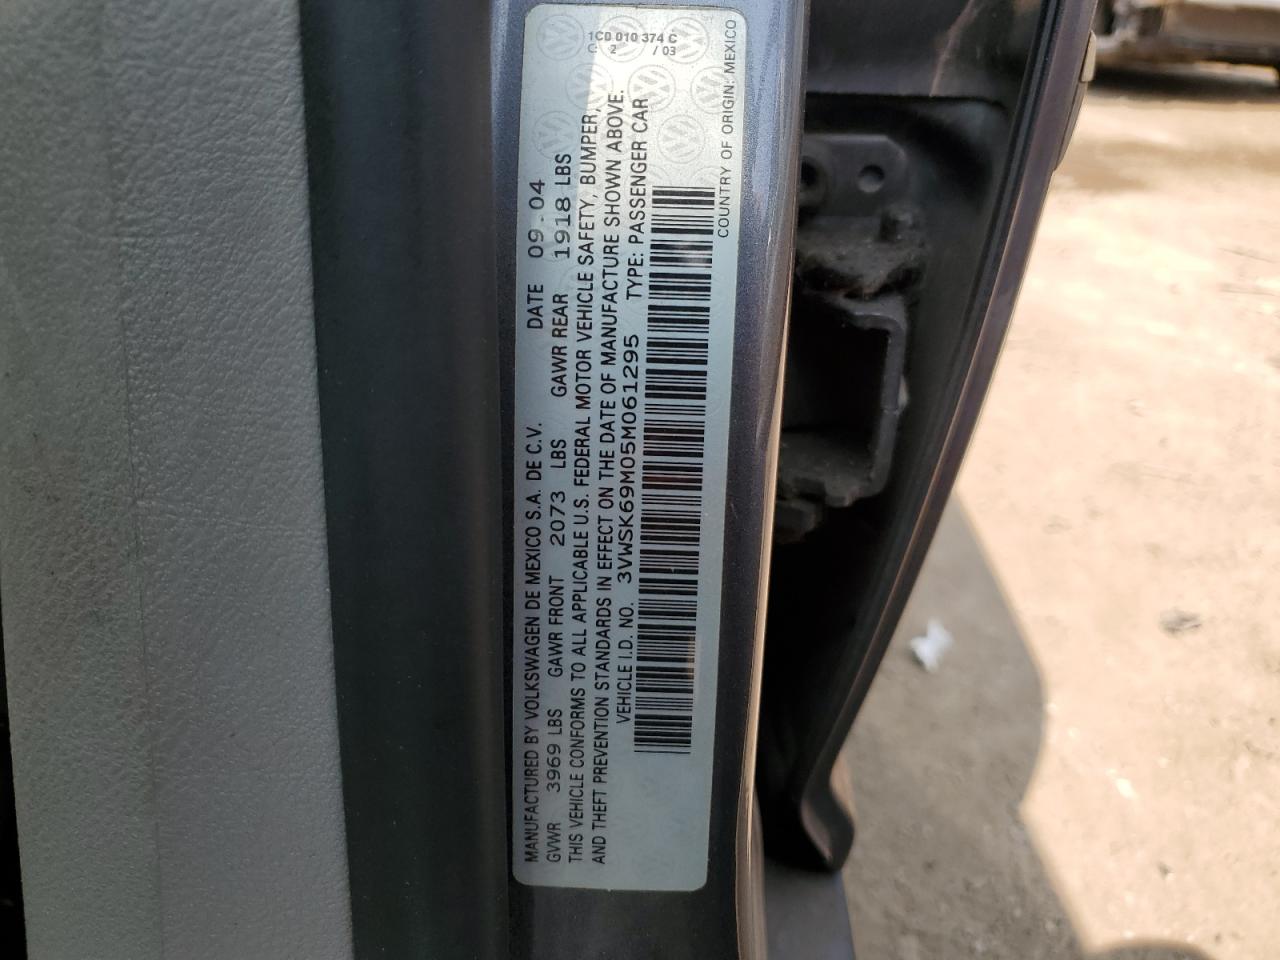 MANUFACTURED BY VOLKSWAGEN DE MEXICO S.A. DE C.V. DATE 09.04
GVWR 3969 LBS GAWR FRONT 2073 LBS GAWR REAR 1918 LBS
THIS VEHICLE CONFORMS TO ALL APPLICABLE U.S. FEDERAL MOTOR VEHICLE SAFETY, BUMPER,
AND THEFT PREVENTION STANDARDS IN EFFECT ON THE DATE OF MANUFACTURE SHOWN ABOVE.
VEHICLE I.D. NO. 3VWSK69M05M061295 TYPE: PASSENGER CAR
COUNTRY OF ORIGIN: MEXICO
1C0 010 374 C
C 2 /03